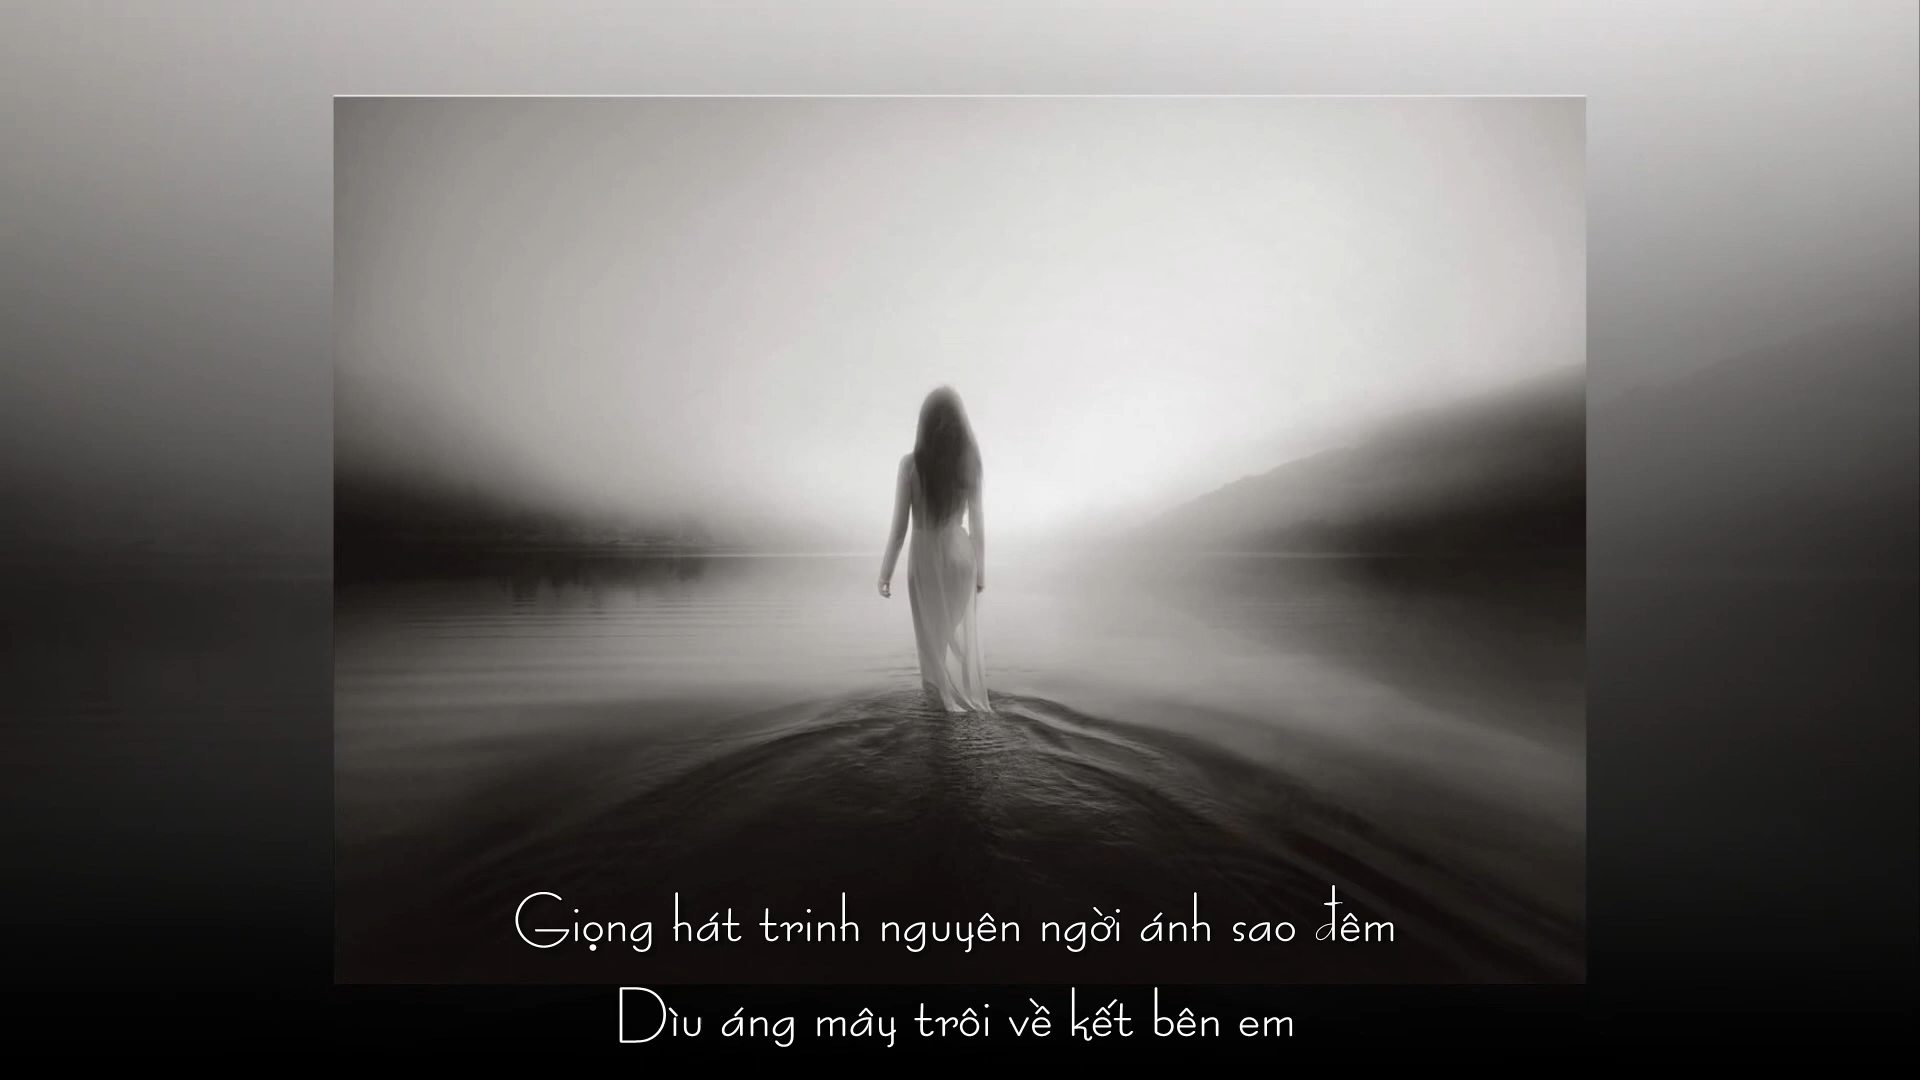 Giọng hát trinh nguyên ngời ánh sao đêm
Dìu áng mây trôi về kết bên em